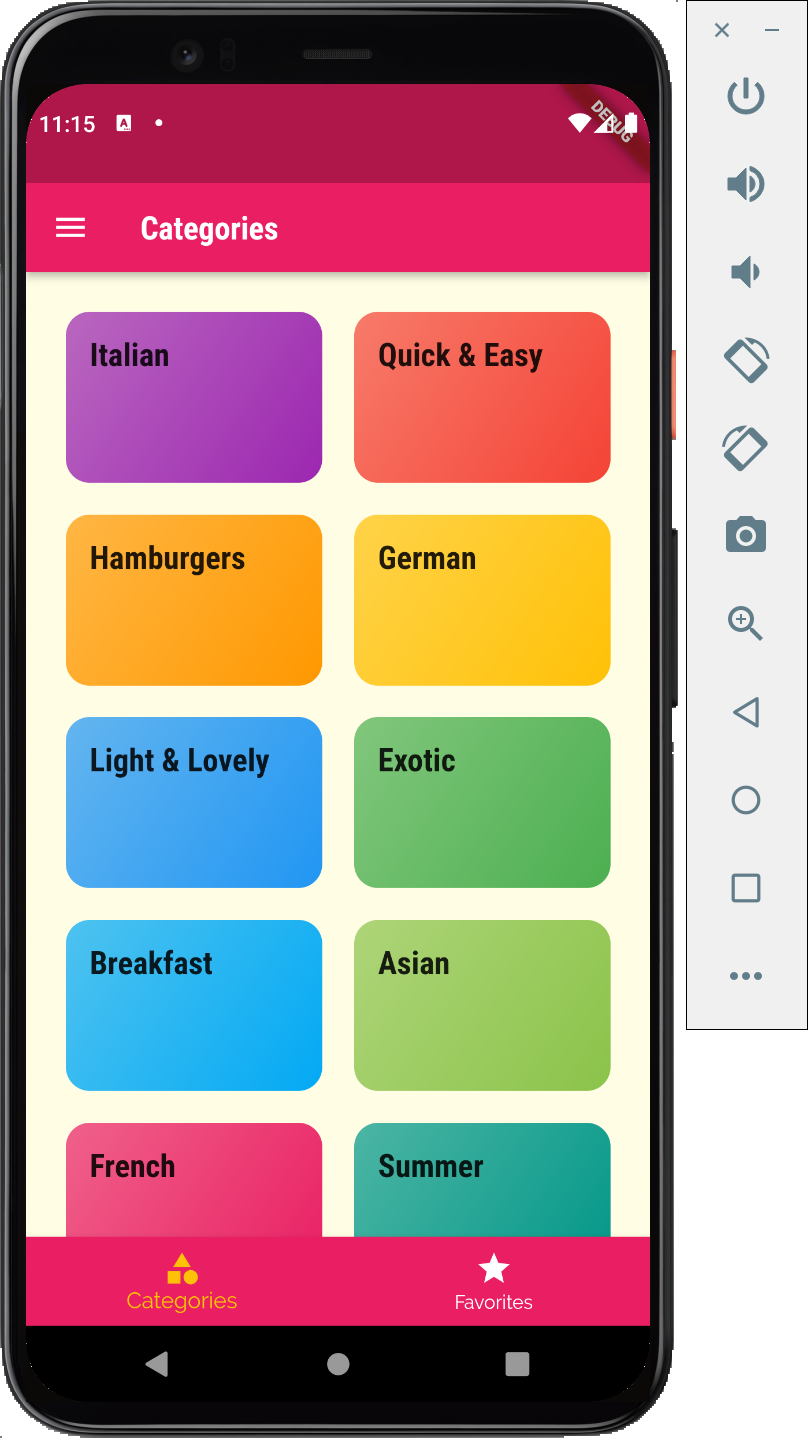 11:15
A
DEBUG
Categories
Italian
Quick & Easy
Hamburgers
German
Light & Lovely
Exotic
Breakfast
Asian
French
Summer
Categories
Favorites